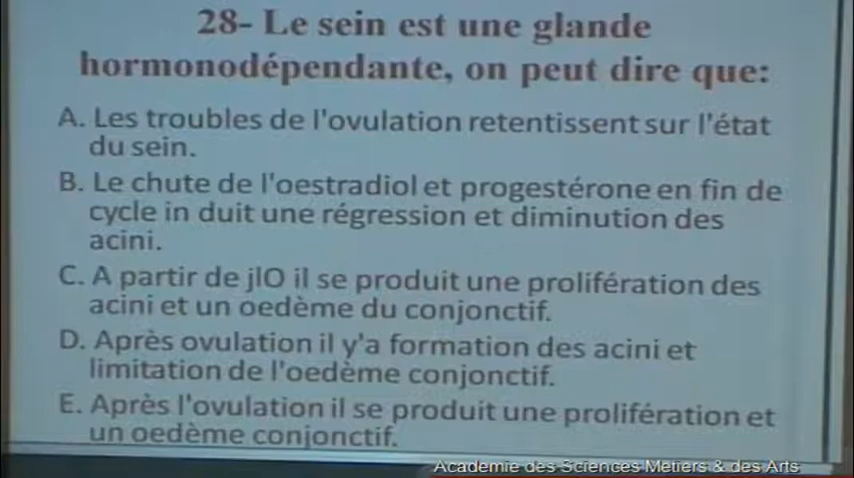 28- Le sein est une glande
hormonodépendante, on peut dire que:
A. Les troubles de l'ovulation retentissent sur l'état
du sein.
B. Le chute de l'oestradiol et progestérone en fin de
cycle in duit une régression et diminution des
acini.
C. A partir de jlO il se produit une prolifération des
acini et un oedème du conjonctif.
D. Après ovulation il y'a formation des acini et
limitation de l'oedème conjonctif.
E. Après l'ovulation il se produit une prolifération et
un oedème conjonctif.
Academie des Sciences Metiers & des Arts